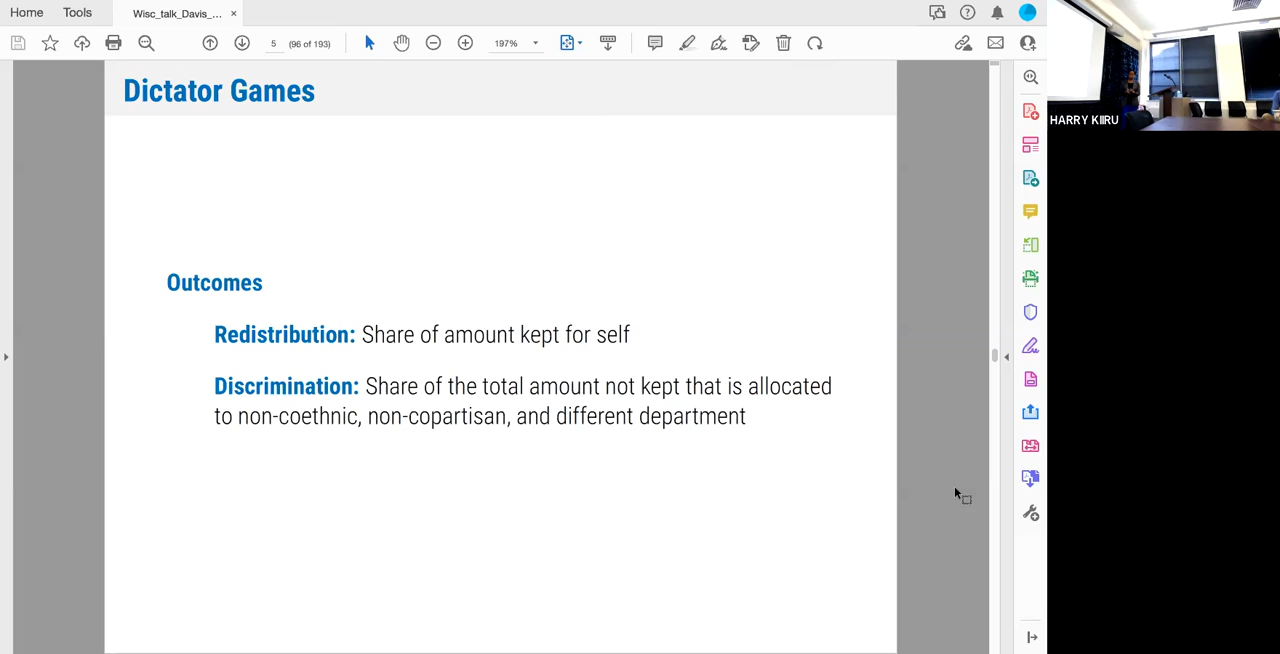 Home
Tools
Wisc_talk_Davis_...
×
5
(96 of 193)
197%
HARRY KIIRU
Dictator Games
Outcomes
Redistribution: Share of amount kept for self
Discrimination: Share of the total amount not kept that is allocated
to non-coethnic, non-copartisan, and different department